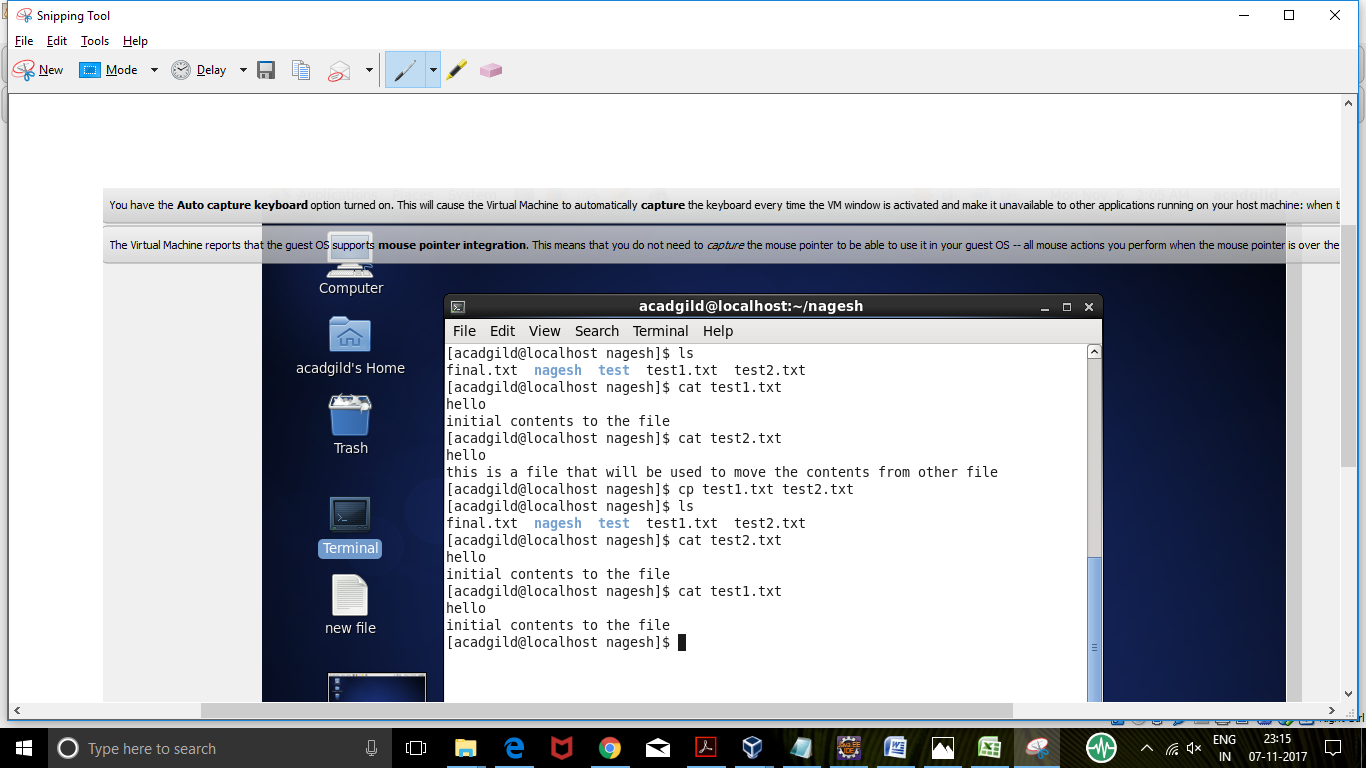 Snipping Tool
File Edit Tools Help
New Mode Delay
You have the Auto capture keyboard option turned on. This will cause the Virtual Machine to automatically capture the keyboard every time the VM window is activated and make it unavailable to other applications running on your host machine: when t
The Virtual Machine reports that the guest OS supports mouse pointer integration. This means that you do not need to capture the mouse pointer to be able to use it in your guest OS -- all mouse actions you perform when the mouse pointer is over the
Computer
acadgild's Home
Trash
Terminal
new file
acadgild@localhost:~/nagesh
File Edit View Search Terminal Help
[acadgild@localhost nagesh]$ ls
final.txt nagesh test test1.txt test2.txt
[acadgild@localhost nagesh]$ cat test1.txt
hello
initial contents to the file
[acadgild@localhost nagesh]$ cat test2.txt
hello
this is a file that will be used to move the contents from other file
[acadgild@localhost nagesh]$ cp test1.txt test2.txt
[acadgild@localhost nagesh]$ ls
final.txt nagesh test test1.txt test2.txt
[acadgild@localhost nagesh]$ cat test2.txt
hello
initial contents to the file
[acadgild@localhost nagesh]$ cat test1.txt
hello
initial contents to the file
[acadgild@localhost nagesh]$
Type here to search
ENG
IN
23:15
07-11-2017